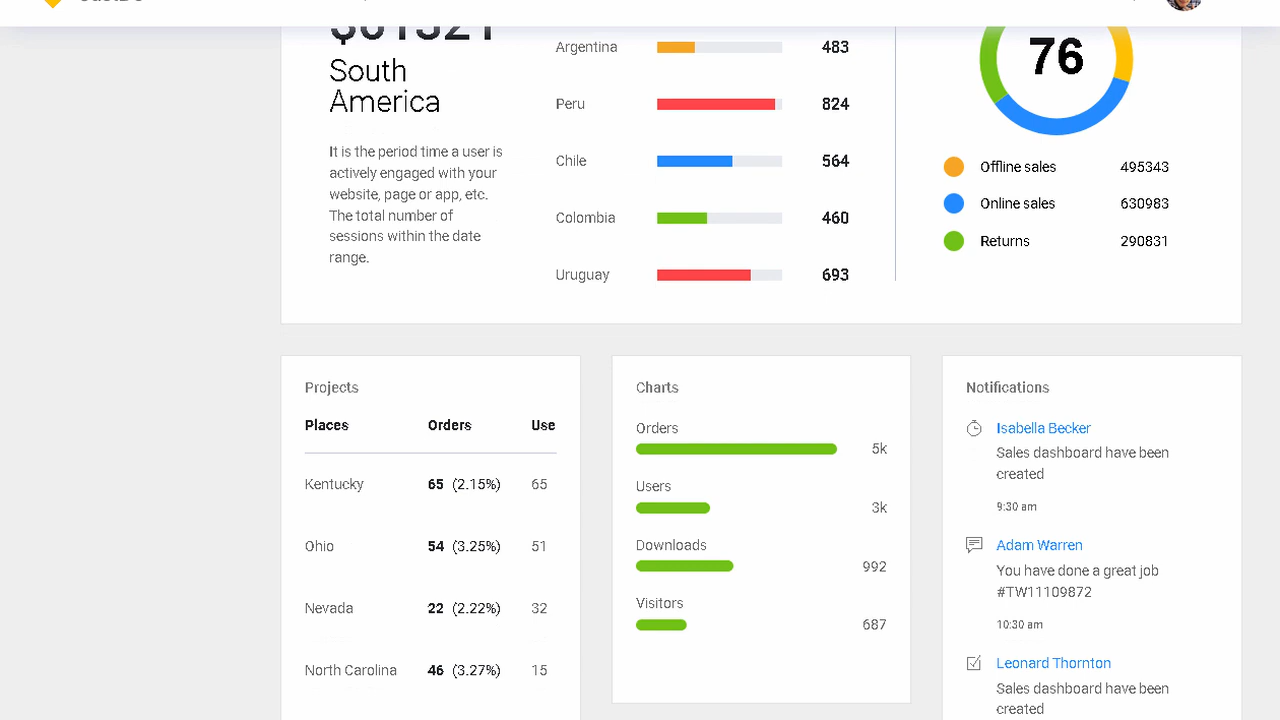 $61321
South
America
It is the period time a user is
actively engaged with your
website, page or app, etc.
The total number of
sessions within the date
range.
Argentina 483
Peru 824
Chile 564
Colombia 460
Uruguay 693
76
Offline sales 495343
Online sales 630983
Returns 290831
Projects
Places Orders Use
Kentucky 65 (2.15%) 65
Ohio 54 (3.25%) 51
Nevada 22 (2.22%) 32
North Carolina 46 (3.27%) 15
Charts
Orders
5k
Users
3k
Downloads
992
Visitors
687
Notifications
Isabella Becker
Sales dashboard have been
created
9:30 am
Adam Warren
You have done a great job
#TW11109872
10:30 am
Leonard Thornton
Sales dashboard have been
created